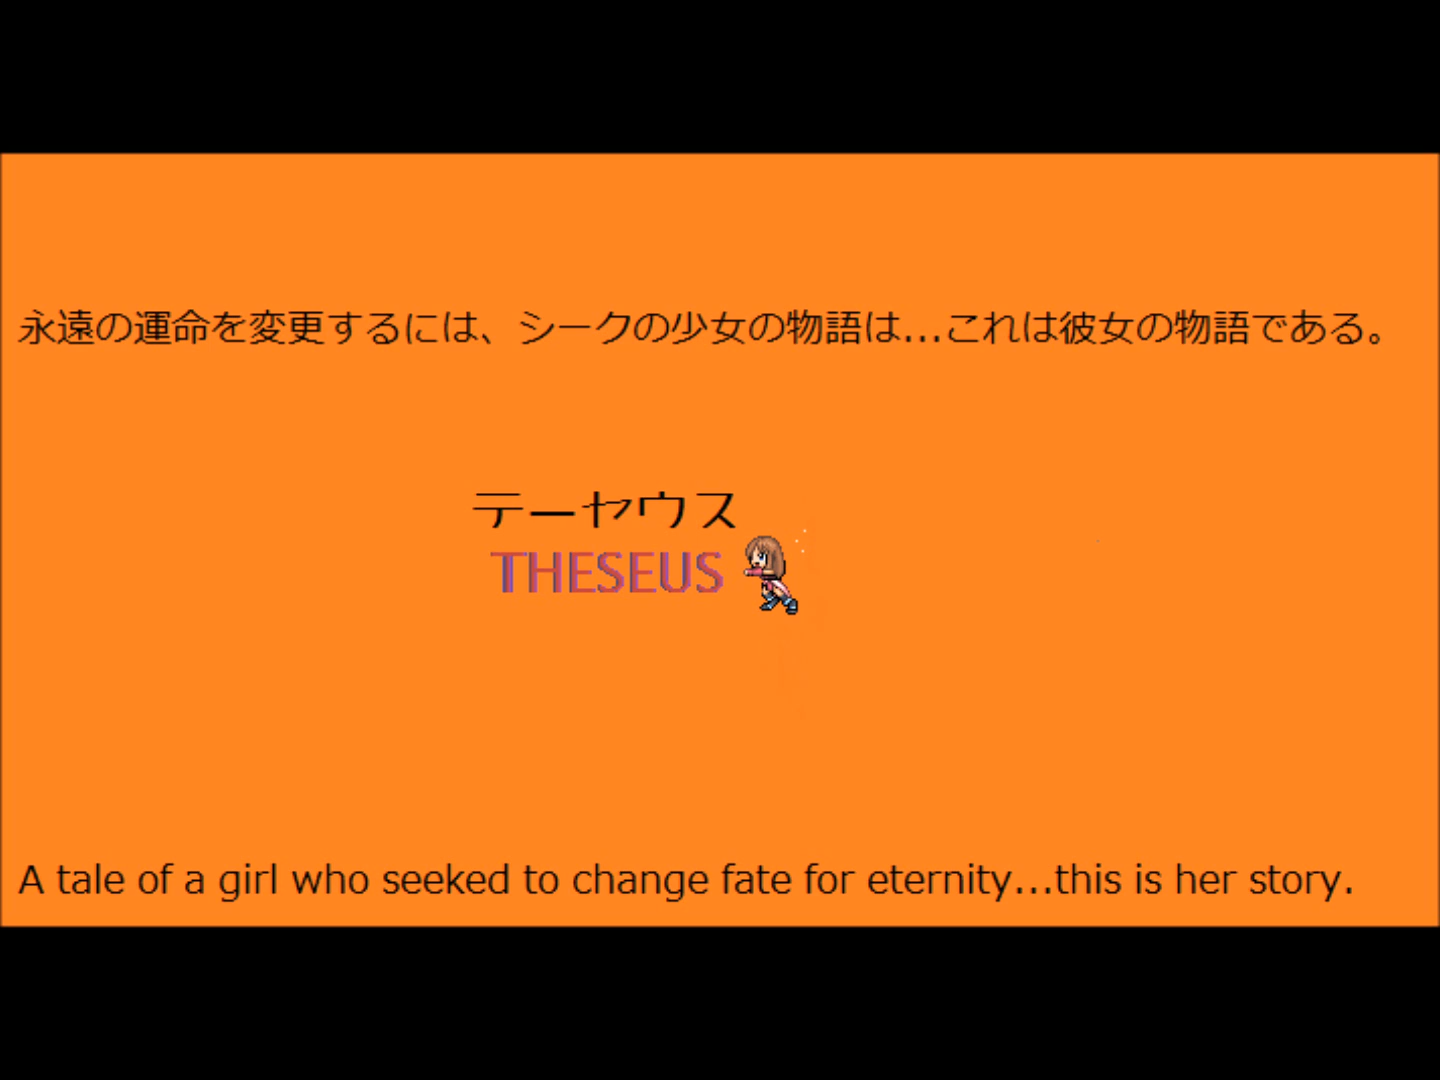 永遠の運命を変更するには、シークの少女の物語は...これは彼女の物語である。
テーセウス
THESEUS
A tale of a girl who seeked to change fate for eternity...this is her story.